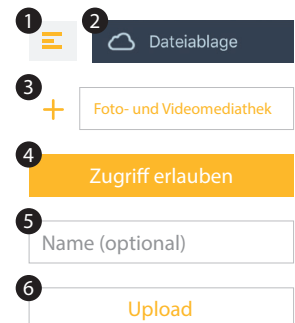 1
2
Dateiablage
3
Foto- und Videomediathek
4
Zugriff erlauben
5
Name (optional)
6
Upload